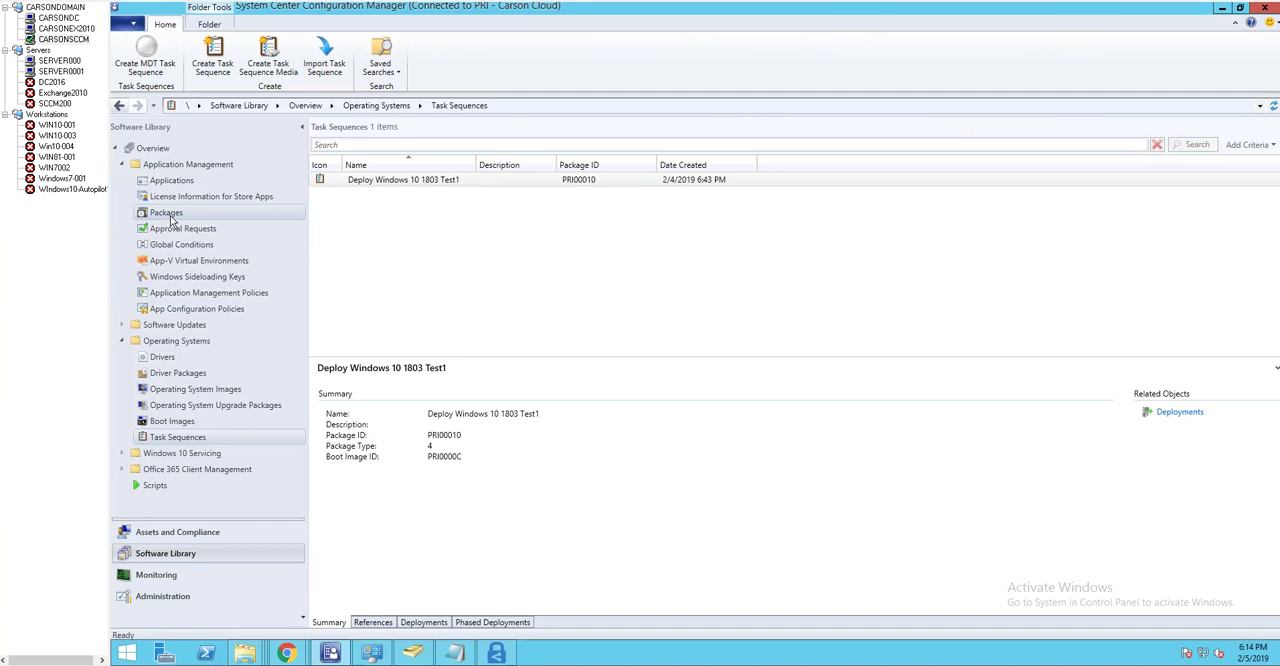 CARSONDOMAIN
CARSONDC
CARSONEX2010
CARSONSCCM
Servers
SERVER000
SERVER0001
DC2016
Exchange2010
SCCM200
Workstations
WIN10-001
WIN10-003
Win10-004
WIN81-001
WIN7002
Windows7-001
Windows10-Autopilot
Folder Tools
System Center Configuration Manager (Connected to PRI - Carson Cloud)
Home
Folder
Create MDT Task Sequence
Create Task Sequence
Create Task Sequence Media
Import Task Sequence
Saved Searches
Task Sequences
Create
Search
\ Software Library Overview Operating Systems Task Sequences
Software Library
Overview
Application Management
Applications
License Information for Store Apps
Packages
Approval Requests
Global Conditions
App-V Virtual Environments
Windows Sideloading Keys
Application Management Policies
App Configuration Policies
Software Updates
Operating Systems
Drivers
Driver Packages
Operating System Images
Operating System Upgrade Packages
Boot Images
Task Sequences
Windows 10 Servicing
Office 365 Client Management
Scripts
Assets and Compliance
Software Library
Monitoring
Administration
Ready
Task Sequences 1 items
Search
Search
Add Criteria
Icon Name Description Package ID Date Created
Deploy Windows 10 1803 Test1 PRI00010 2/4/2019 6:43 PM
Deploy Windows 10 1803 Test1
Summary
Name: Deploy Windows 10 1803 Test1
Description:
Package ID: PRI00010
Package Type: 4
Boot Image ID: PRI0000C
Related Objects
Deployments
Activate Windows
Go to System in Control Panel to activate Windows.
Summary References Deployments Phased Deployments
6:14 PM
2/5/2019